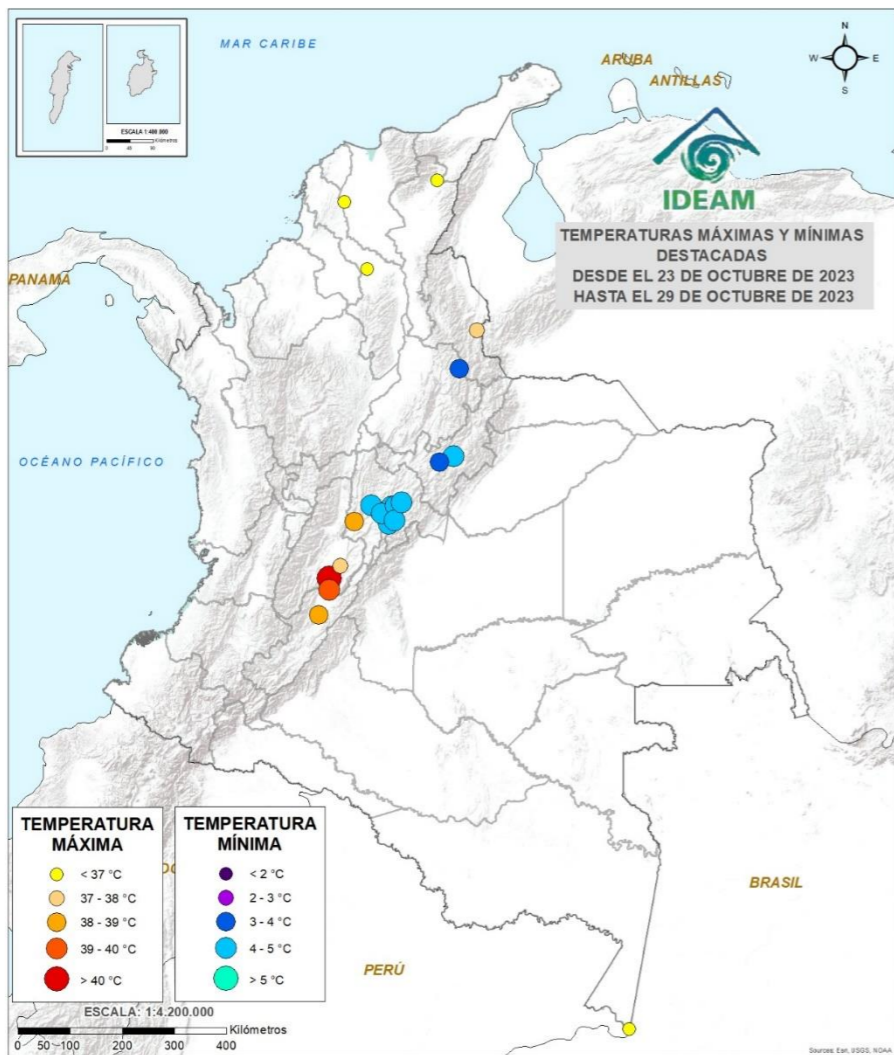 MAR CARIBE
ARUBA
ANTILLAS
N
W
E
S
ESCALA 1:400.000
Kilómetros
IDEAM
TEMPERATURAS MÁXIMAS Y MÍNIMAS
DESTACADAS
DESDE EL 23 DE OCTUBRE DE 2023
HASTA EL 29 DE OCTUBRE DE 2023
PANAMÁ
OCÉANO PACÍFICO
TEMPERATURA
MÁXIMA
< 37 °C
37 - 38 °C
38 - 39 °C
39 - 40 °C
> 40 °C
TEMPERATURA
MÍNIMA
< 2 °C
2 - 3 °C
3 - 4 °C
4 - 5 °C
> 5 °C
BRASIL
PERÚ
ESCALA: 1:4.200.000
Kilómetros
0 50 100 200 300 400
Sources: Esri, USGS, NOAA